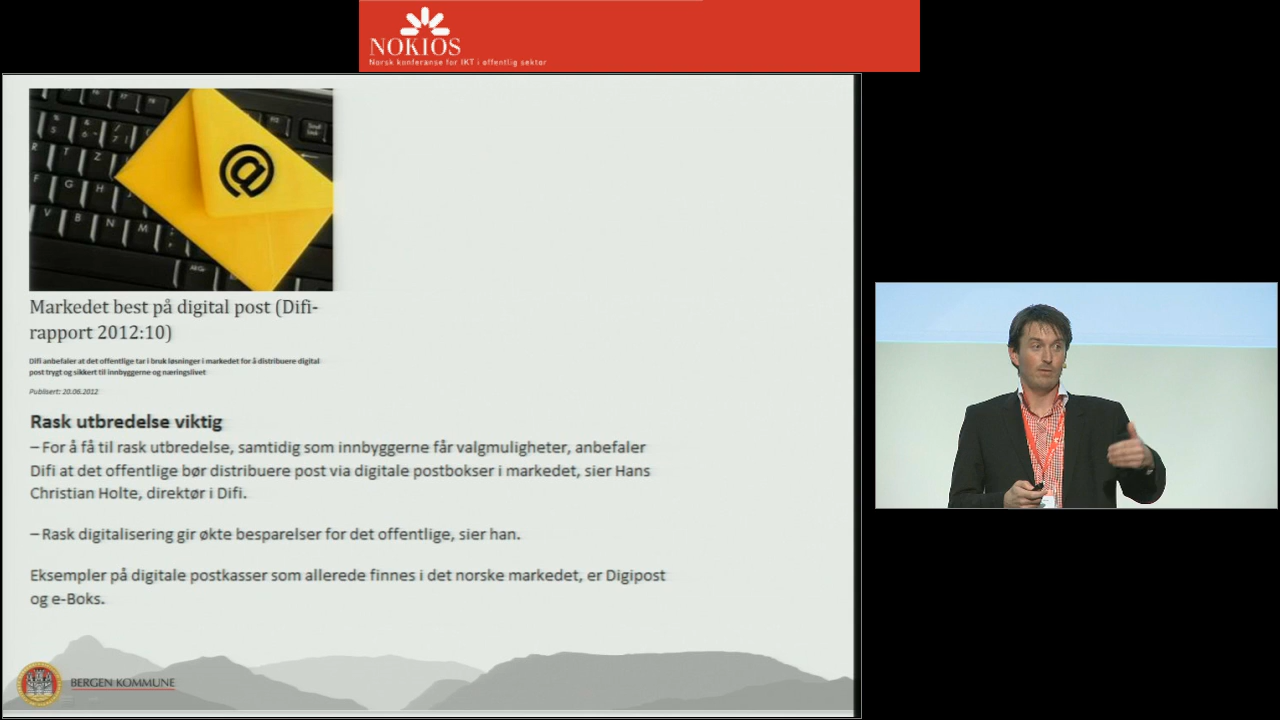 NOKIOS
Norsk konferanse for IKT i offentlig sektor
@
Markedet best på digital post (Difi-
rapport 2012:10)
Difi anbefaler at det offentlige tar i bruk løsninger i markedet for å distribuere digital
post trygt og sikkert til innbyggerne og næringslivet
Publisert: 20.06.2012
Rask utbredelse viktig
– For å få til rask utbredelse, samtidig som innbyggerne får valgmuligheter, anbefaler
Difi at det offentlige bør distribuere post via digitale postbokser i markedet, sier Hans
Christian Holte, direktør i Difi.
– Rask digitalisering gir økte besparelser for det offentlige, sier han.
Eksempler på digitale postkasser som allerede finnes i det norske markedet, er Digipost
og e-Boks.
BERGEN KOMMUNE